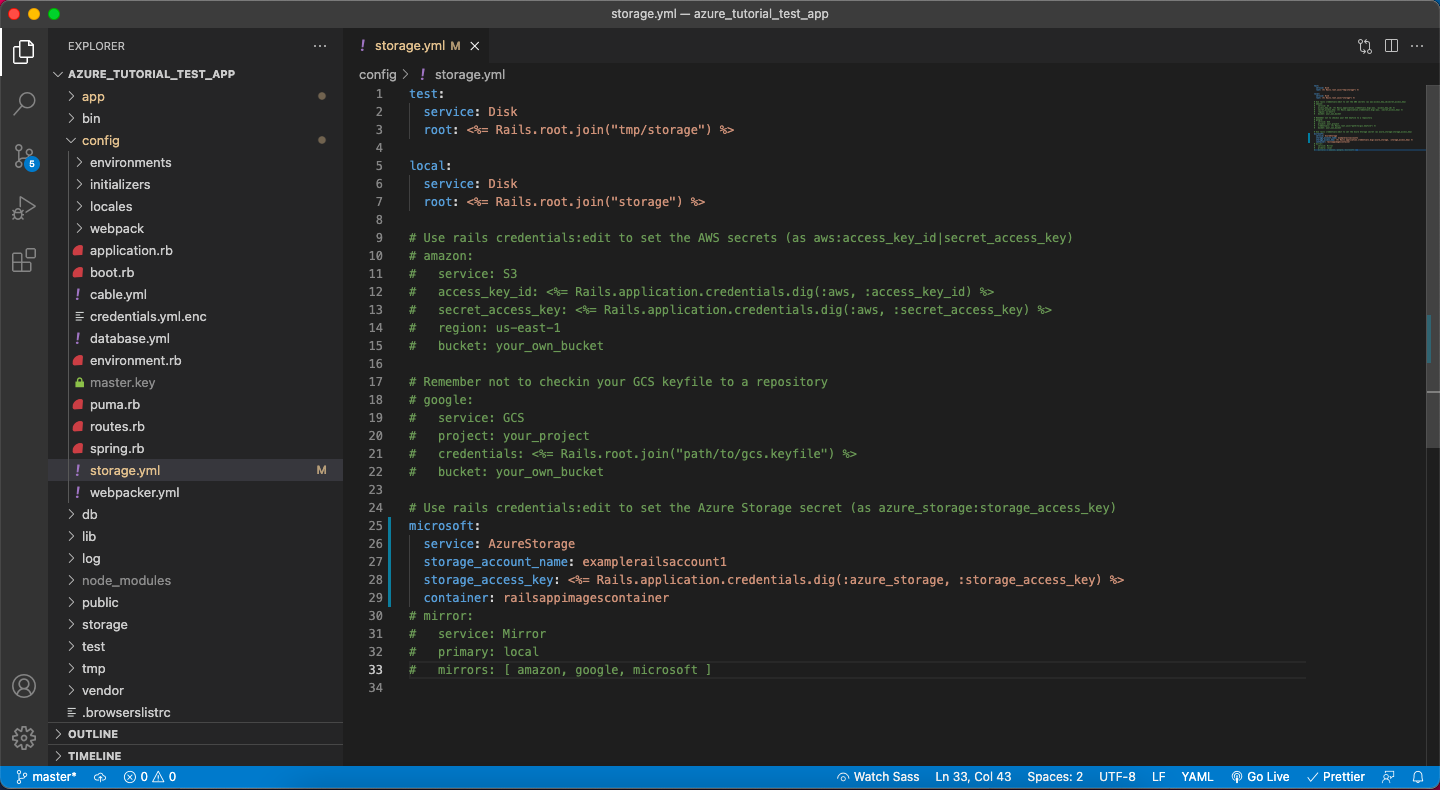 storage.yml — azure_tutorial_test_app
EXPLORER
AZURE_TUTORIAL_TEST_APP
app
bin
config
environments
initializers
locales
webpack
application.rb
boot.rb
cable.yml
credentials.yml.enc
database.yml
environment.rb
master.key
puma.rb
routes.rb
spring.rb
storage.yml M
webpacker.yml
db
lib
log
node_modules
public
storage
test
tmp
vendor
.browserslistrc
OUTLINE
TIMELINE
5
storage.yml M
config > storage.yml
1 test:
2   service: Disk
3   root: <%= Rails.root.join("tmp/storage") %>
4
5 local:
6   service: Disk
7   root: <%= Rails.root.join("storage") %>
8
9 # Use rails credentials:edit to set the AWS secrets (as aws:access_key_id|secret_access_key)
10 # amazon:
11 #   service: S3
12 #   access_key_id: <%= Rails.application.credentials.dig(:aws, :access_key_id) %>
13 #   secret_access_key: <%= Rails.application.credentials.dig(:aws, :secret_access_key) %>
14 #   region: us-east-1
15 #   bucket: your_own_bucket
16
17 # Remember not to checkin your GCS keyfile to a repository
18 # google:
19 #   service: GCS
20 #   project: your_project
21 #   credentials: <%= Rails.root.join("path/to/gcs.keyfile") %>
22 #   bucket: your_own_bucket
23
24 # Use rails credentials:edit to set the Azure Storage secret (as azure_storage:storage_access_key)
25 microsoft:
26   service: AzureStorage
27   storage_account_name: examplerailsaccount1
28   storage_access_key: <%= Rails.application.credentials.dig(:azure_storage, :storage_access_key) %>
29   container: railsappimagescontainer
30 # mirror:
31 #   service: Mirror
32 #   primary: local
33 #   mirrors: [ amazon, google, microsoft ]
34
master* 0 0 Watch Sass Ln 33, Col 43 Spaces: 2 UTF-8 LF YAML Go Live Prettier